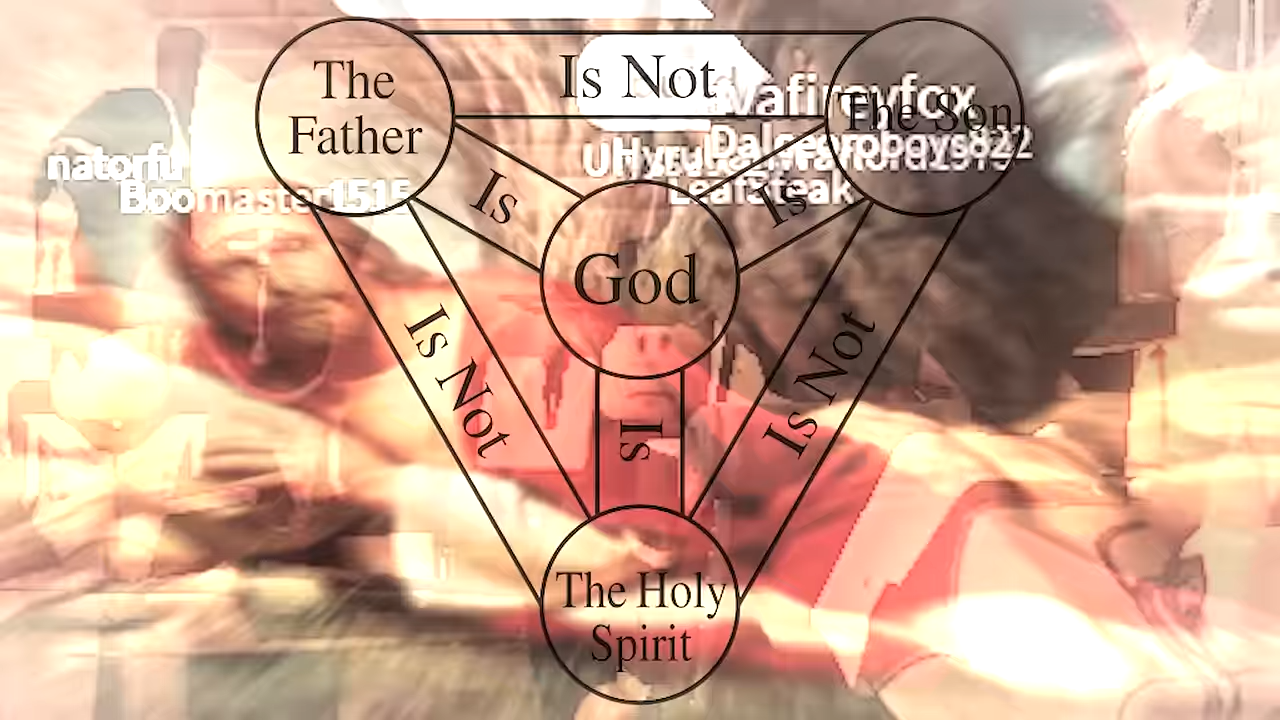 The
Father
Is Not
The Son
natorfu
Boomaster1515
LeafSteak
Is
Is
God
Is Not
Is Not
Is
The Holy
Spirit